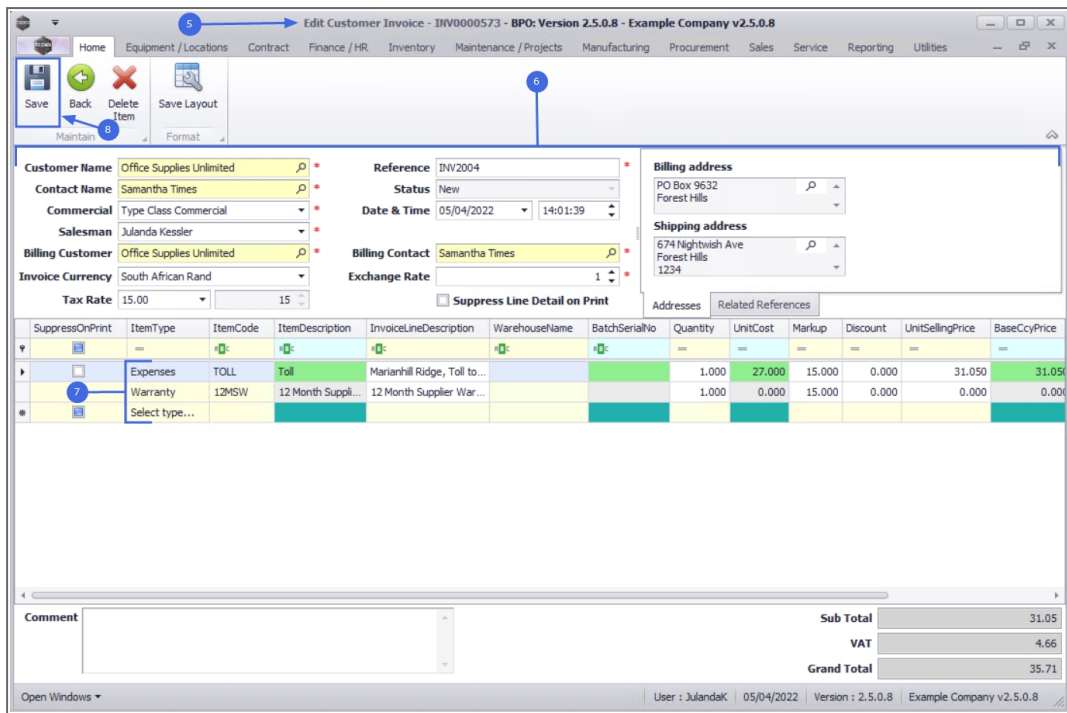 5
Edit Customer Invoice - INV0000573 - BPO: Version 2.5.0.8 - Example Company v2.5.0.8
Home Equipment / Locations Contract Finance / HR Inventory Maintenance / Projects Manufacturing Procurement Sales Service Reporting Utilities
6
Save Back Delete Item Save Layout
8
Maintain Format
Customer Name Office Supplies Unlimited * Reference INV2004 * Billing address
Contact Name Samantha Times * Status New PO Box 9632
Forest Hills
Commercial Type Class Commercial * Date & Time 05/04/2022 14:01:39
Salesman Julanda Kessler * Shipping address
Billing Customer Office Supplies Unlimited * Billing Contact Samantha Times * 674 Nightwish Ave
Forest Hills
Invoice Currency South African Rand Exchange Rate 1 * 1234
Tax Rate 15.00 15 Suppress Line Detail on Print Addresses Related References
SuppressOnPrint ItemType ItemCode ItemDescription InvoiceLineDescription WarehouseName BatchSerialNo Quantity UnitCost Markup Discount UnitSellingPrice BaseCcyPrice
Expenses TOLL Toll Marianhill Ridge, Toll to... 1.000 27.000 15.000 0.000 31.050 31.050
7
Warranty 12MSW 12 Month Suppli... 12 Month Supplier War... 1.000 0.000 15.000 0.000 0.000 0.000
Select type...
Comment Sub Total 31.05
VAT 4.66
Grand Total 35.71
Open Windows User : JulandaK 05/04/2022 Version : 2.5.0.8 Example Company v2.5.0.8